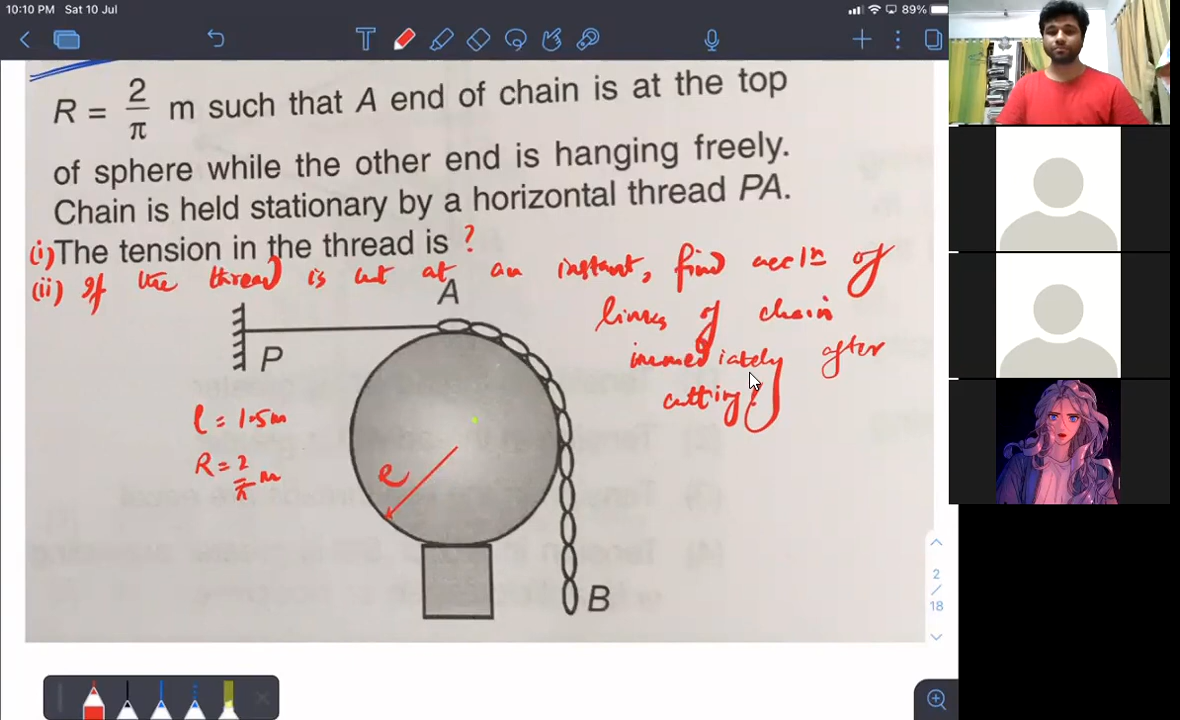 10:10 PM Sat 10 Jul
89%
R = 2/π m such that A end of chain is at the top
of sphere while the other end is hanging freely.
Chain is held stationary by a horizontal thread PA.
(i) The tension in the thread is ?
(ii) If the thread is cut at an instant, find accln of
links of chain
immediately after
cutting?
A
P
l = 1.5m
R = 2/π m
R
B
2
/
18